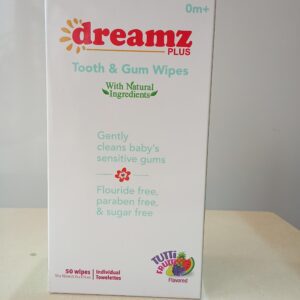 0m+
dreamz
PLUS
Tooth & Gum Wipes
With Natural
Ingredients
Gently
cleans baby's
sensitive gums
Flouride free,
paraben free,
& sugar free
50 wipes Individual
Towelettes
TUTTI
FRUTTI
Flavored